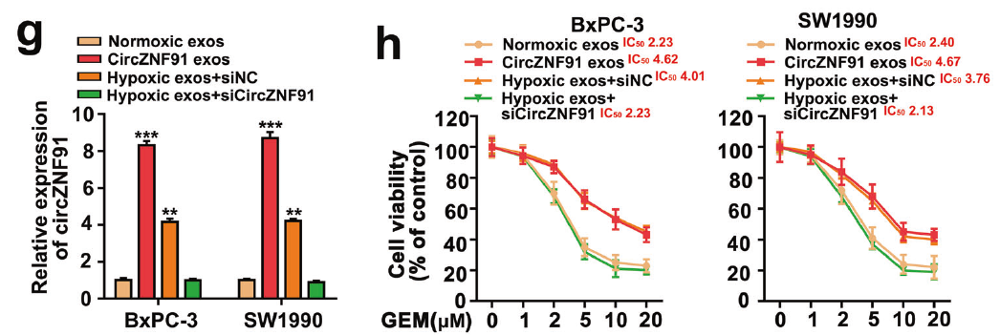 g
Normoxic exos
CircZNF91 exos
Hypoxic exos+siNC
Hypoxic exos+siCircZNF91
Relative expression
of circZNF91
10
8
6
4
2
0
***
**
***
**
BxPC-3
SW1990
h
BxPC-3
Normoxic exos IC50 2.23
CircZNF91 exos IC50 4.62
Hypoxic exos+siNC IC50 4.01
Hypoxic exos+
siCircZNF91 IC50 2.23
Cell viability
(% of control)
120
100
80
60
40
20
0
GEM(μM) 0 1 2 5 10 20
SW1990
Normoxic exos IC50 2.40
CircZNF91 exos IC50 4.67
Hypoxic exos+siNC IC50 3.76
Hypoxic exos+
siCircZNF91 IC50 2.13
120
100
80
60
40
20
0
0 1 2 5 10 20